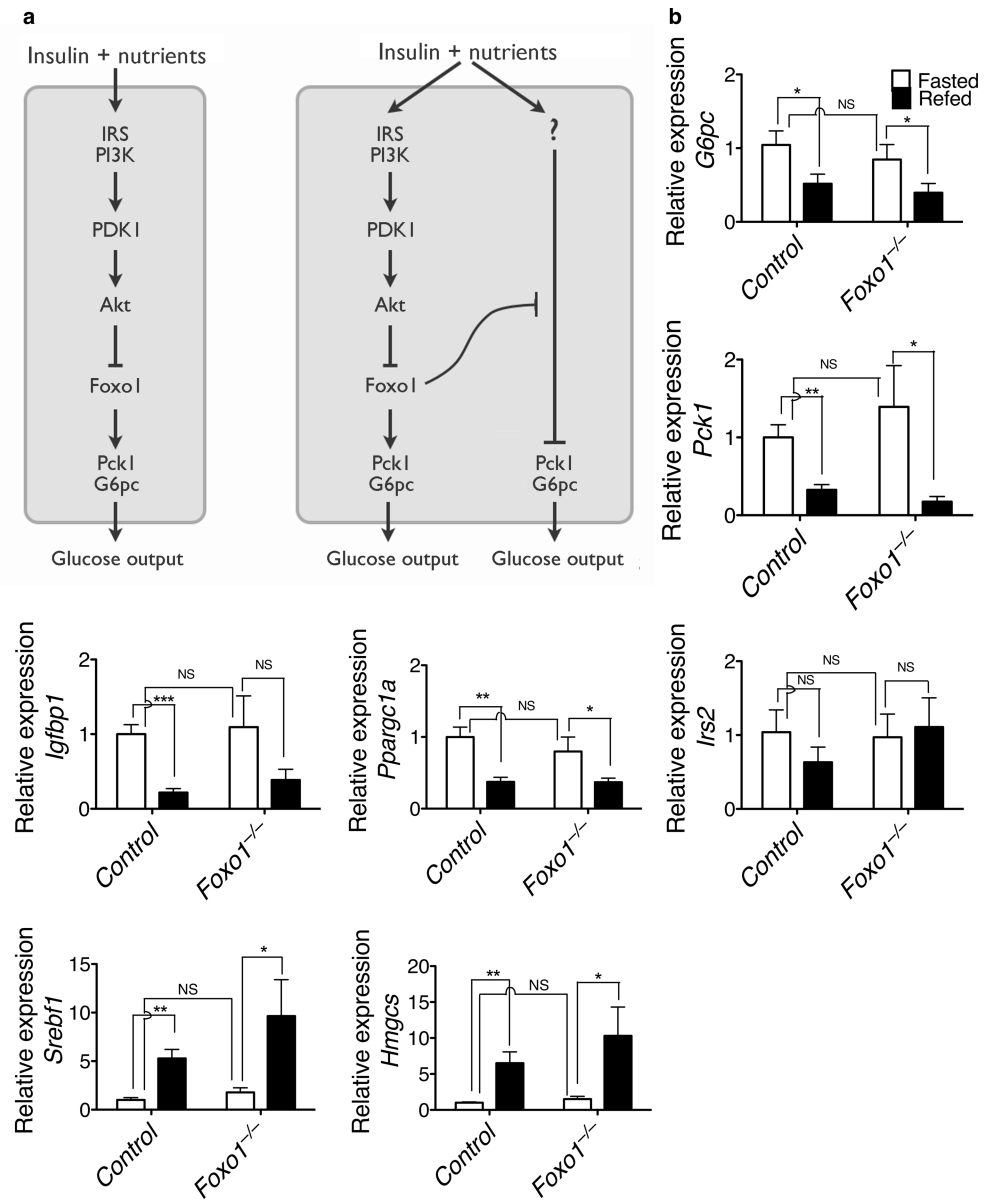 a
Insulin + nutrients
IRS
PI3K
PDK1
Akt
Foxo1
Pck1
G6pc
Glucose output
Insulin + nutrients
IRS
PI3K
PDK1
Akt
Foxo1
Pck1
G6pc
Glucose output
?
Pck1
G6pc
Glucose output
b
Relative expression
G6pc
2
1
0
* NS *
Fasted
Refed
Control
Foxo1−/−
Relative expression
Pck1
2
1
0
** NS *
Control
Foxo1−/−
Relative expression
Igfbp1
2
1
0
*** NS NS
Control
Foxo1−/−
Relative expression
Ppargc1a
2
1
0
** NS *
Control
Foxo1−/−
Relative expression
Irs2
2
1
0
NS NS NS
Control
Foxo1−/−
Relative expression
Srebf1
15
10
5
0
** NS *
Control
Foxo1−/−
Relative expression
Hmgcs
20
15
10
5
0
** NS *
Control
Foxo1−/−